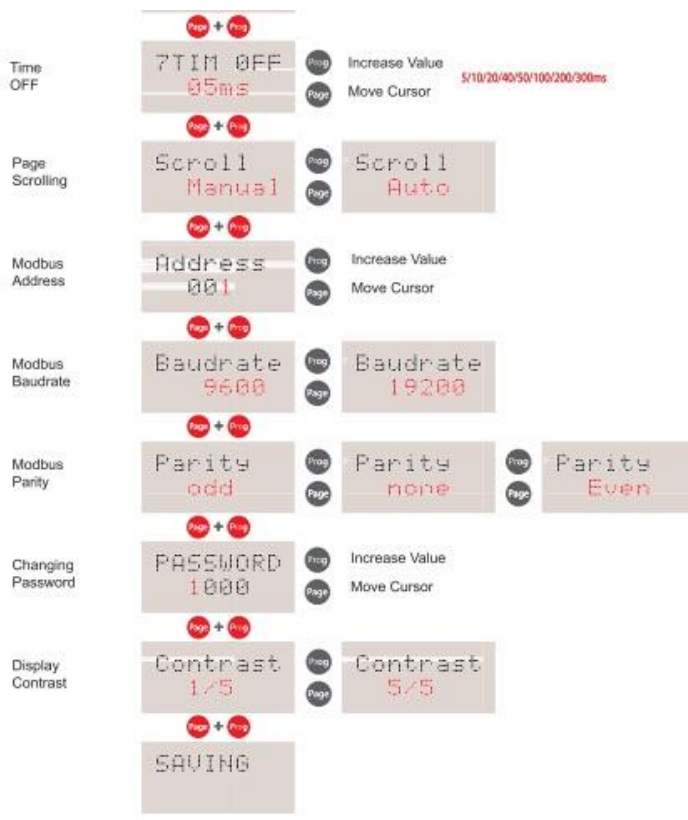 Page + Prog
Time
OFF
7TIM OFF
05ms
Prog Increase Value
Page Move Cursor
5/10/20/40/50/100/200/300ms
Page + Prog
Page
Scrolling
Scroll
Manual
Prog
Page
Scroll
Auto
Page + Prog
Modbus
Address
Address
001
Prog Increase Value
Page Move Cursor
Page + Prog
Modbus
Baudrate
Baudrate
9600
Prog
Page
Baudrate
19200
Page + Prog
Modbus
Parity
Parity
odd
Prog
Page
Parity
none
Prog
Page
Parity
Even
Page + Prog
Changing
Password
PASSWORD
1000
Prog Increase Value
Page Move Cursor
Page + Prog
Display
Contrast
Contrast
1/5
Prog
Page
Contrast
5/5
Page + Prog
SAVING